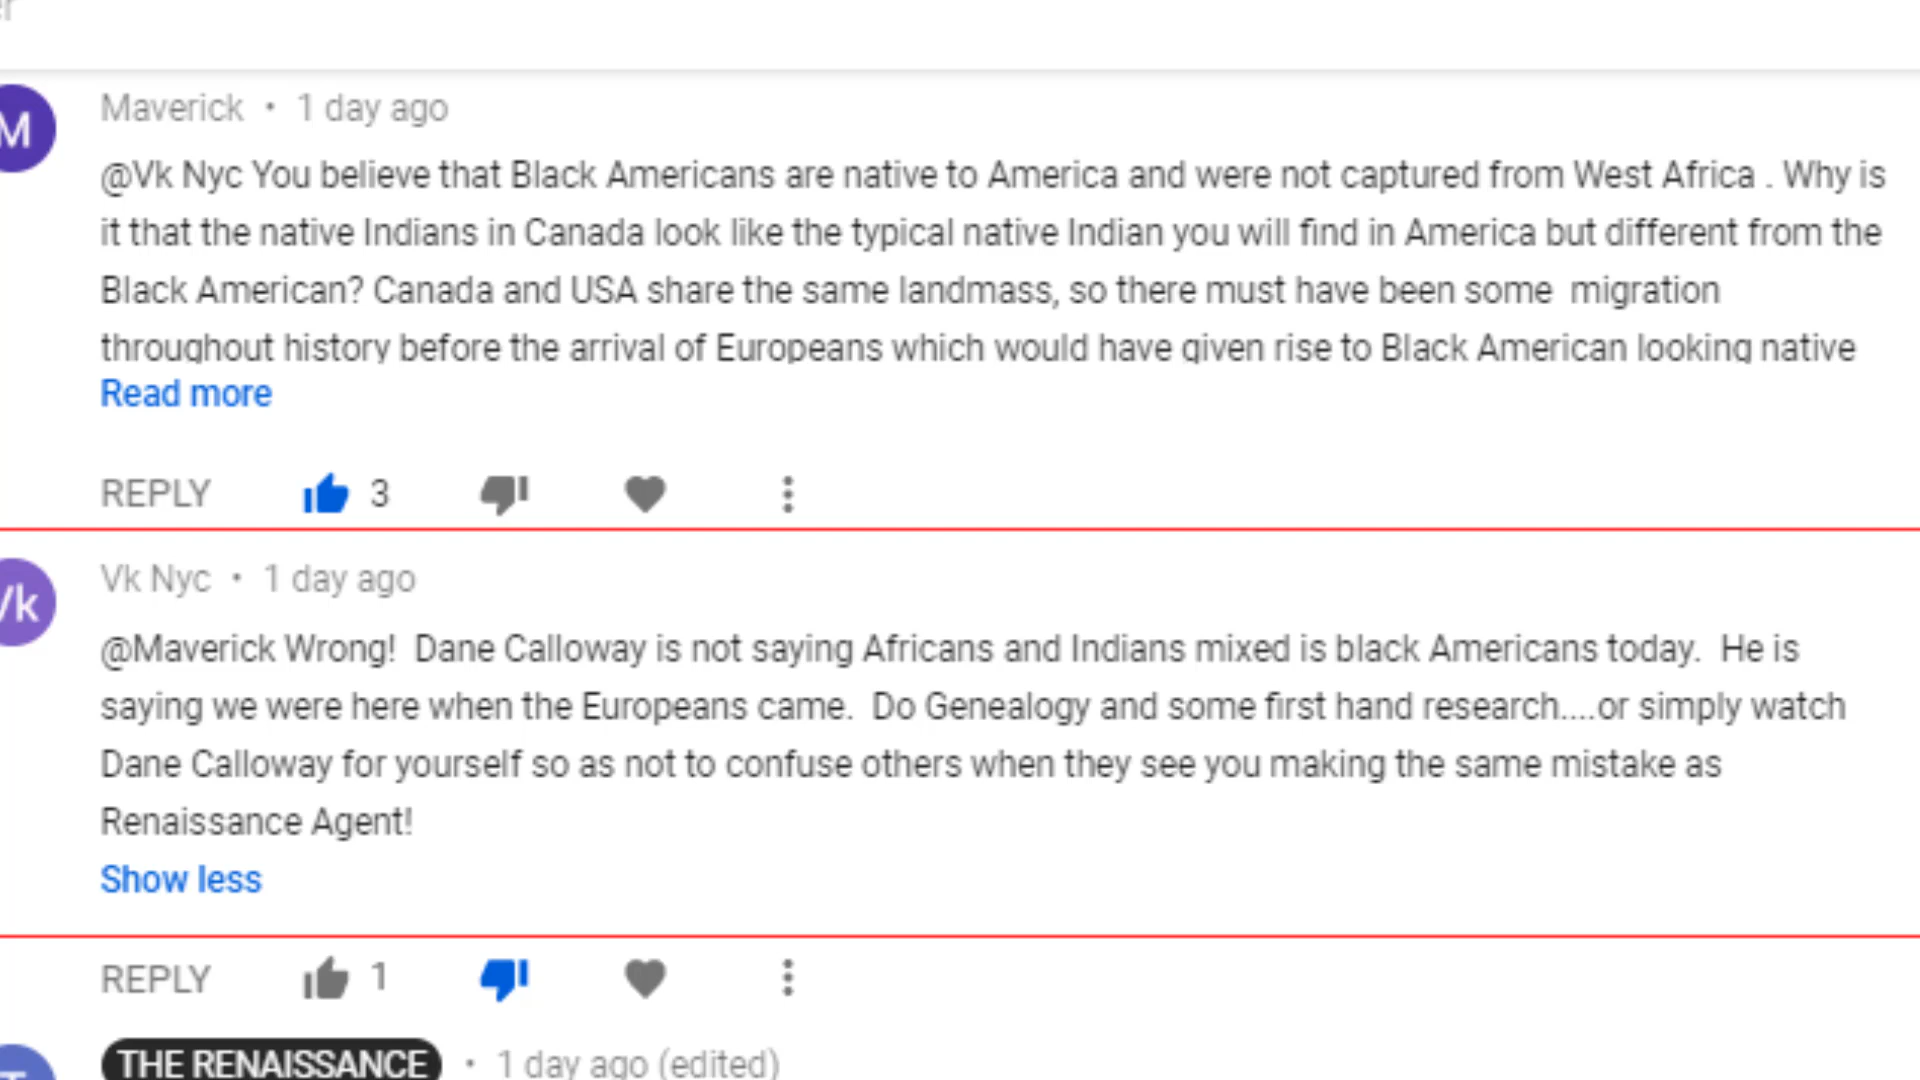 M
Maverick • 1 day ago
@Vk Nyc You believe that Black Americans are native to America and were not captured from West Africa . Why is
it that the native Indians in Canada look like the typical native Indian you will find in America but different from the
Black American? Canada and USA share the same landmass, so there must have been some  migration
throughout history before the arrival of Europeans which would have given rise to Black American looking native
Read more
REPLY 3
Vk
Vk Nyc • 1 day ago
@Maverick Wrong!  Dane Calloway is not saying Africans and Indians mixed is black Americans today.  He is
saying we were here when the Europeans came.  Do Genealogy and some first hand research....or simply watch
Dane Calloway for yourself so as not to confuse others when they see you making the same mistake as
Renaissance Agent!
Show less
REPLY 1
THE RENAISSANCE • 1 day ago (edited)